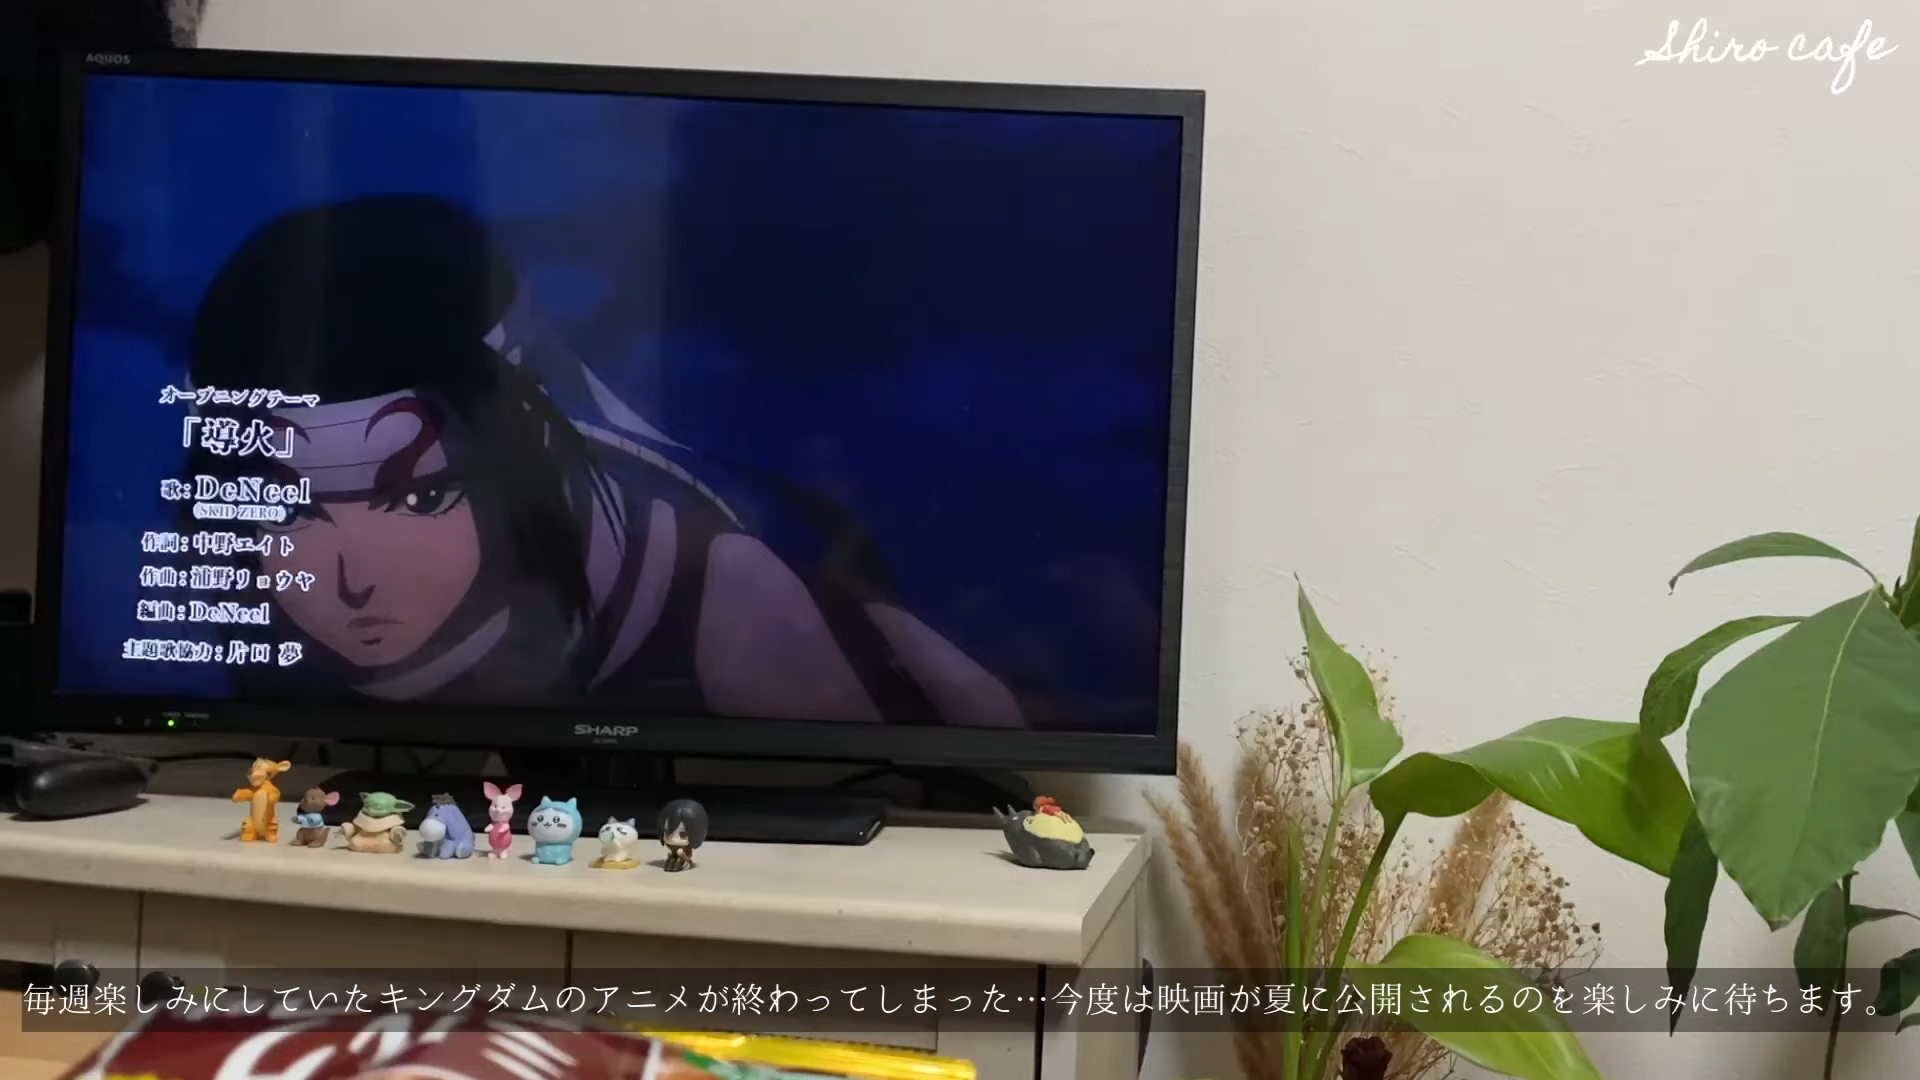 Shiro cafe
AQUOS
オープニングテーマ
「導火」
歌:DeNeel
(SKID ZERO)
作詞:中野エイト
作曲:浦野リョウヤ
編曲:DeNeel
主題歌協力:片口 夢
SHARP
毎週楽しみにしていたキングダムのアニメが終わってしまった…今度は映画が夏に公開されるのを楽しみに待ちます。